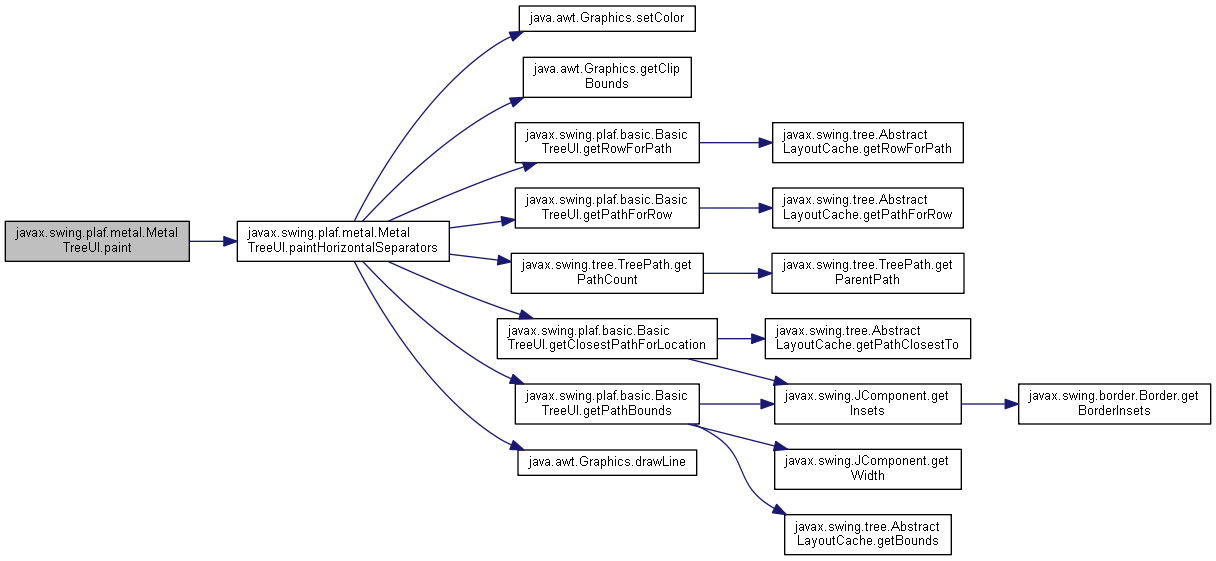 javax.swing.plaf.metal.Metal
TreeUI.paint
javax.swing.plaf.metal.Metal
TreeUI.paintHorizontalSeparators
java.awt.Graphics.setColor
java.awt.Graphics.getClip
Bounds
javax.swing.plaf.basic.Basic
TreeUI.getRowForPath
javax.swing.tree.Abstract
LayoutCache.getRowForPath
javax.swing.plaf.basic.Basic
TreeUI.getPathForRow
javax.swing.tree.Abstract
LayoutCache.getPathForRow
javax.swing.tree.TreePath.get
PathCount
javax.swing.tree.TreePath.get
ParentPath
javax.swing.plaf.basic.Basic
TreeUI.getClosestPathForLocation
javax.swing.tree.Abstract
LayoutCache.getPathClosestTo
javax.swing.plaf.basic.Basic
TreeUI.getPathBounds
javax.swing.JComponent.get
Insets
javax.swing.border.Border.get
BorderInsets
java.awt.Graphics.drawLine
javax.swing.JComponent.get
Width
javax.swing.tree.Abstract
LayoutCache.getBounds